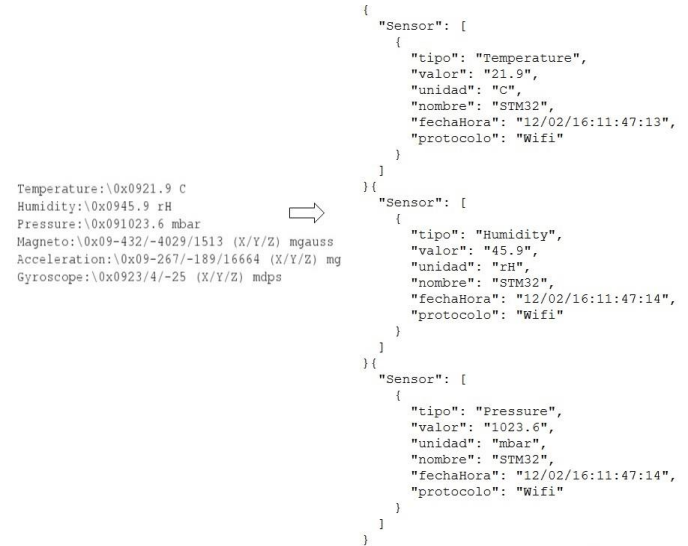 Temperature:\0x0921.9 C
Humidity:\0x0945.9 rH
Pressure:\0x091023.6 mbar
Magneto:\0x09-432/-4029/1513 (X/Y/Z) mgauss
Acceleration:\0x09-267/-189/16664 (X/Y/Z) mg
Gyroscope:\0x0923/4/-25 (X/Y/Z) mdps
{
"Sensor": [
{
"tipo": "Temperature",
"valor": "21.9",
"unidad": "C",
"nombre": "STM32",
"fechaHora": "12/02/16:11:47:13",
"protocolo": "Wifi"
}
]
}{
"Sensor": [
{
"tipo": "Humidity",
"valor": "45.9",
"unidad": "rH",
"nombre": "STM32",
"fechaHora": "12/02/16:11:47:14",
"protocolo": "Wifi"
}
]
}{
"Sensor": [
{
"tipo": "Pressure",
"valor": "1023.6",
"unidad": "mbar",
"nombre": "STM32",
"fechaHora": "12/02/16:11:47:14",
"protocolo": "Wifi"
}
]
}